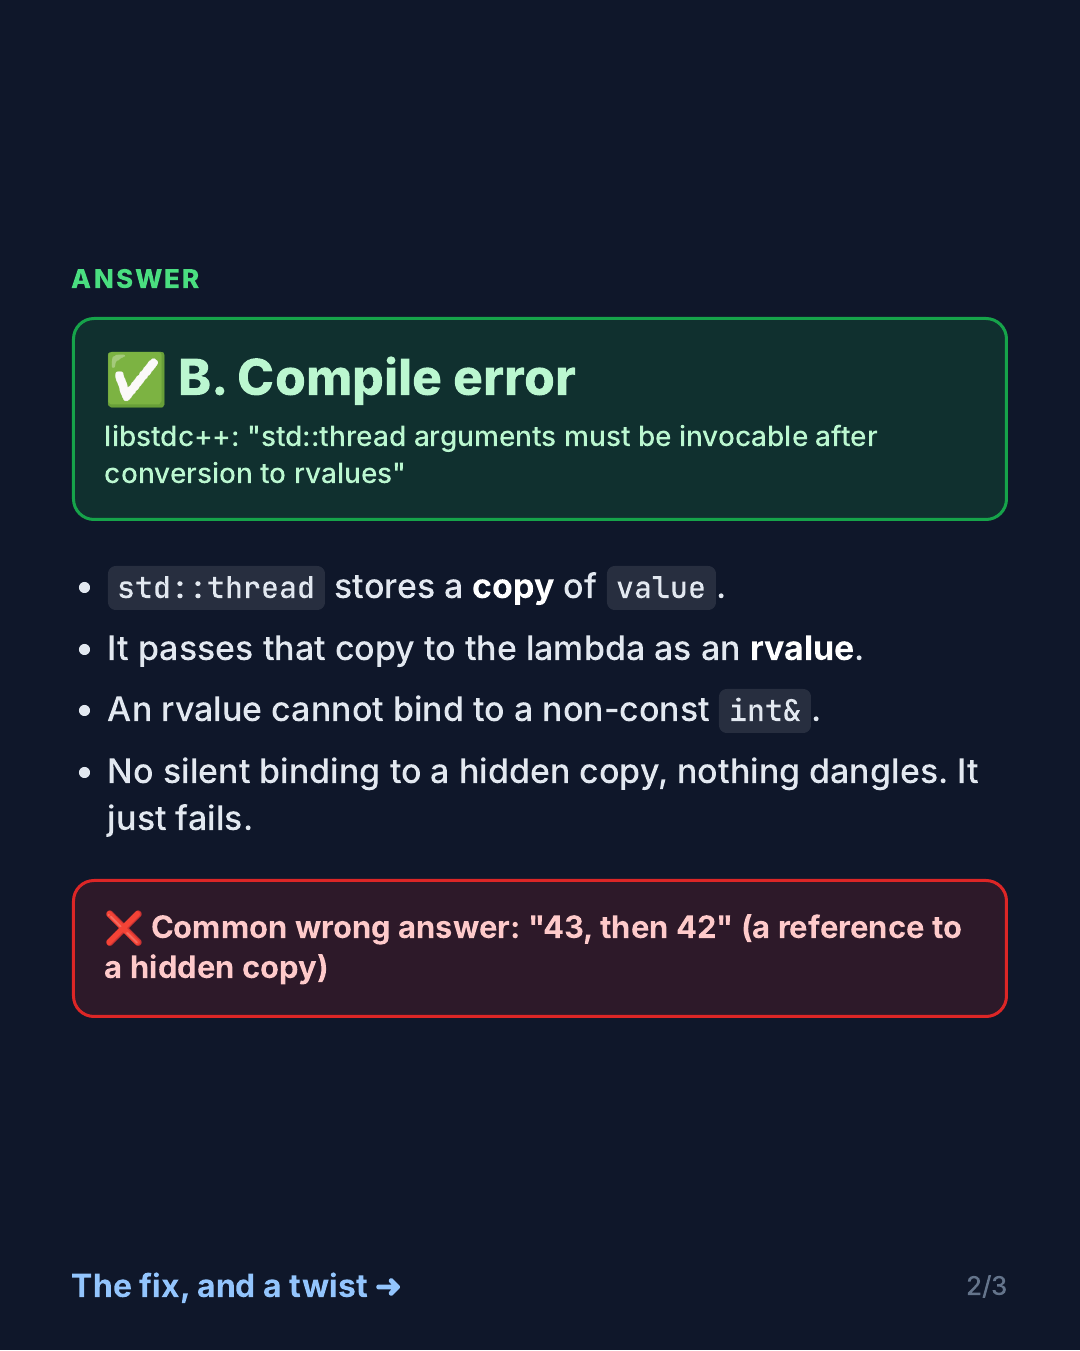 ANSWER
✅ B. Compile error
libstdc++: "std::thread arguments must be invocable after
conversion to rvalues"
• std::thread stores a copy of value.
• It passes that copy to the lambda as an rvalue.
• An rvalue cannot bind to a non-const int&.
• No silent binding to a hidden copy, nothing dangles. It
just fails.
❌ Common wrong answer: "43, then 42" (a reference to
a hidden copy)
The fix, and a twist ➜
2/3